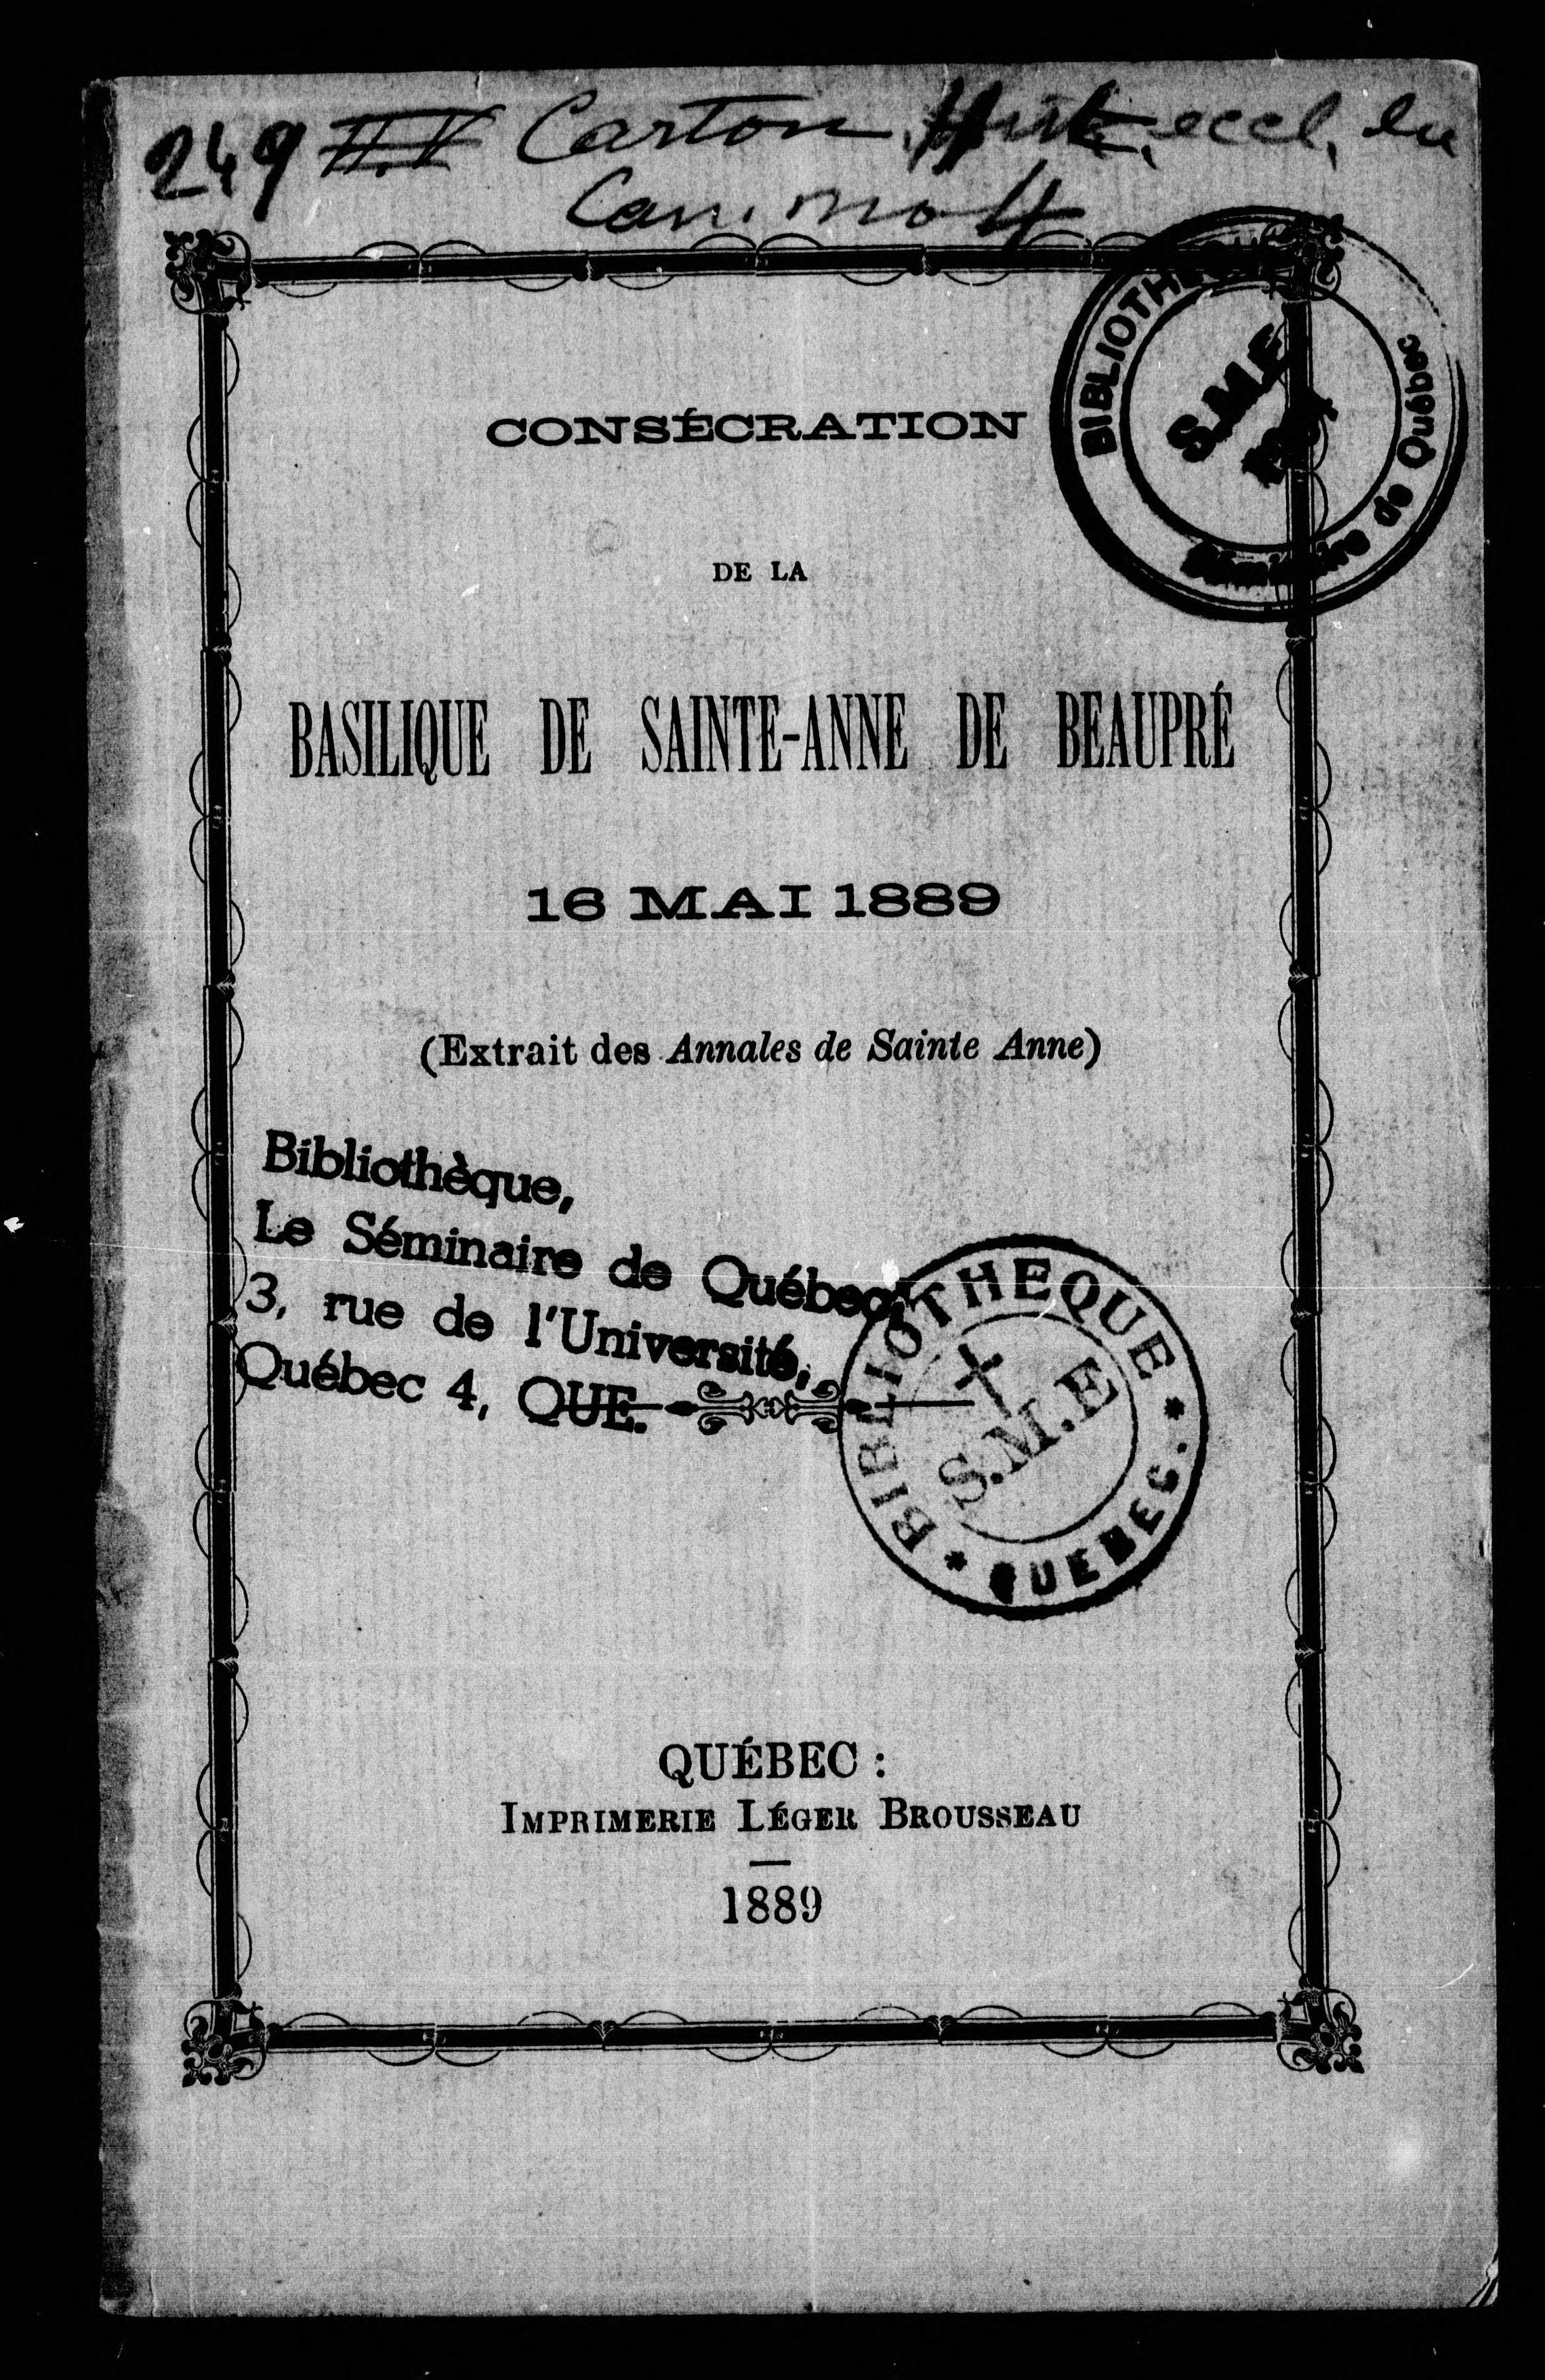 249 Carton Hist. eccl. du
Can. no 4
BIBLIOTHEQUE
S.M.E.
Séminaire de Québec
CONSÉCRATION
DE LA
BASILIQUE DE SAINTE-ANNE DE BEAUPRÉ
16 MAI 1889
(Extrait des Annales de Sainte Anne)
Bibliothèque,
Le Séminaire de Québec,
3, rue de l'Université,
Québec 4, QUE.
BIBLIOTHEQUE
S.M.E
* QUEBEC. *
QUÉBEC :
IMPRIMERIE LÉGER BROUSSEAU
1889